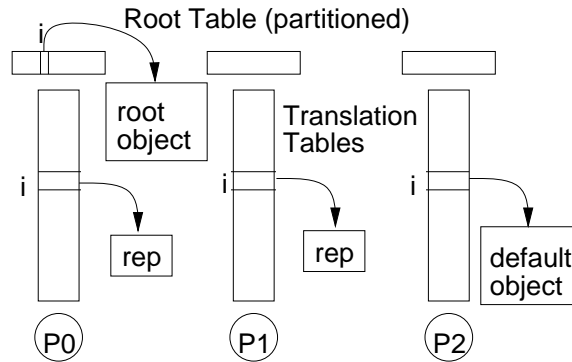 Root Table (partitioned)
i
root
object
Translation
Tables
i
i
i
rep
rep
default
object
P0
P1
P2